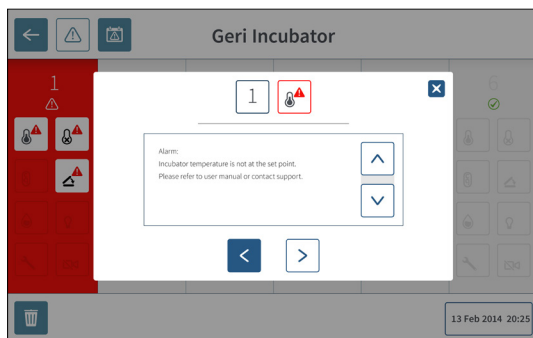 Geri Incubator
1
6
1
Alarm:
Incubator temperature is not at the set point.
Please refer to user manual or contact support.
13 Feb 2014 20:25